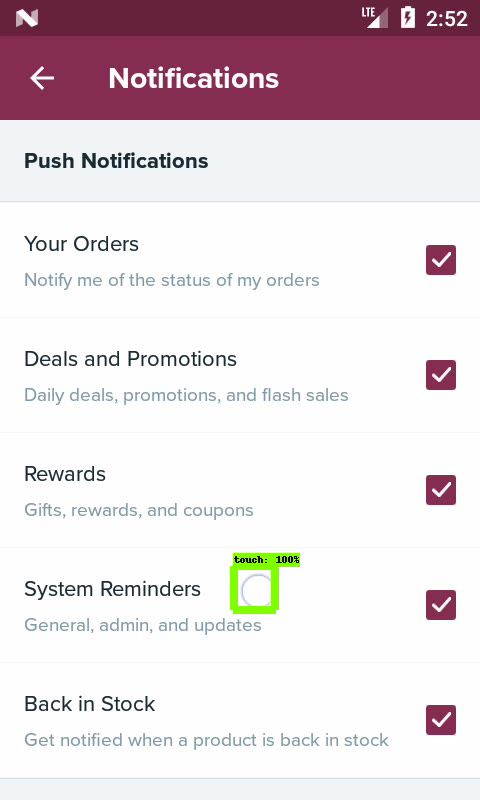 LTE 2:52
Notifications
Push Notifications
Your Orders
Notify me of the status of my orders
Deals and Promotions
Daily deals, promotions, and flash sales
Rewards
Gifts, rewards, and coupons
touch: 100%
System Reminders
General, admin, and updates
Back in Stock
Get notified when a product is back in stock